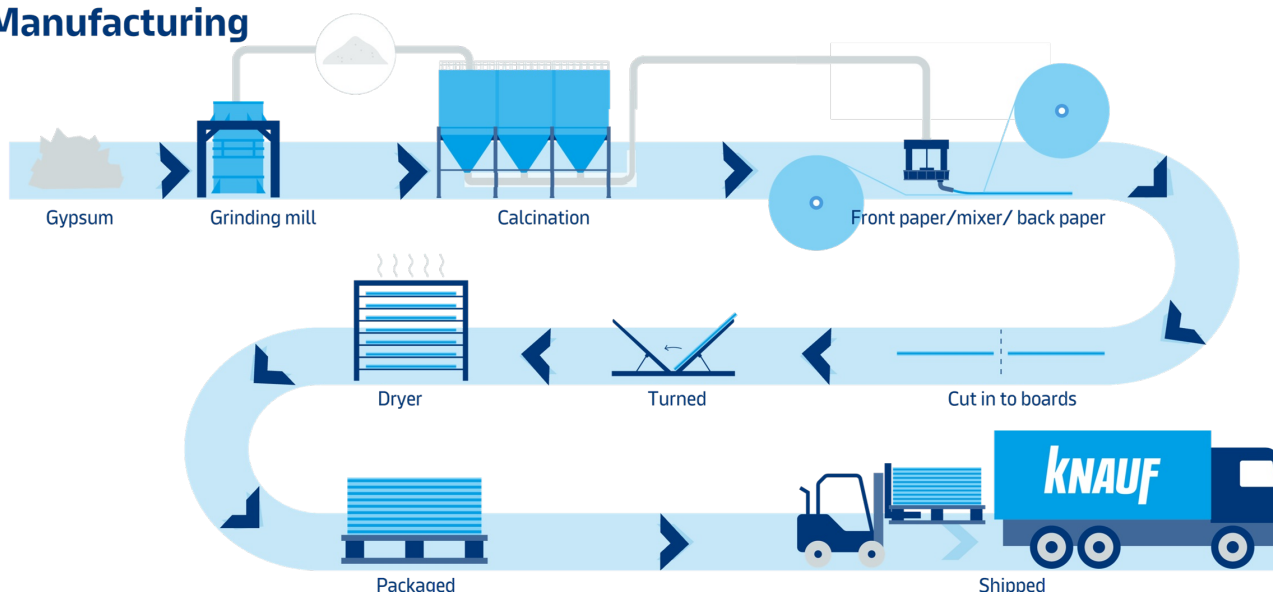 Manufacturing
Gypsum
Grinding mill
Calcination
Front paper/mixer/ back paper
Dryer
Turned
Cut in to boards
KNAUF
Packaged
Shipped